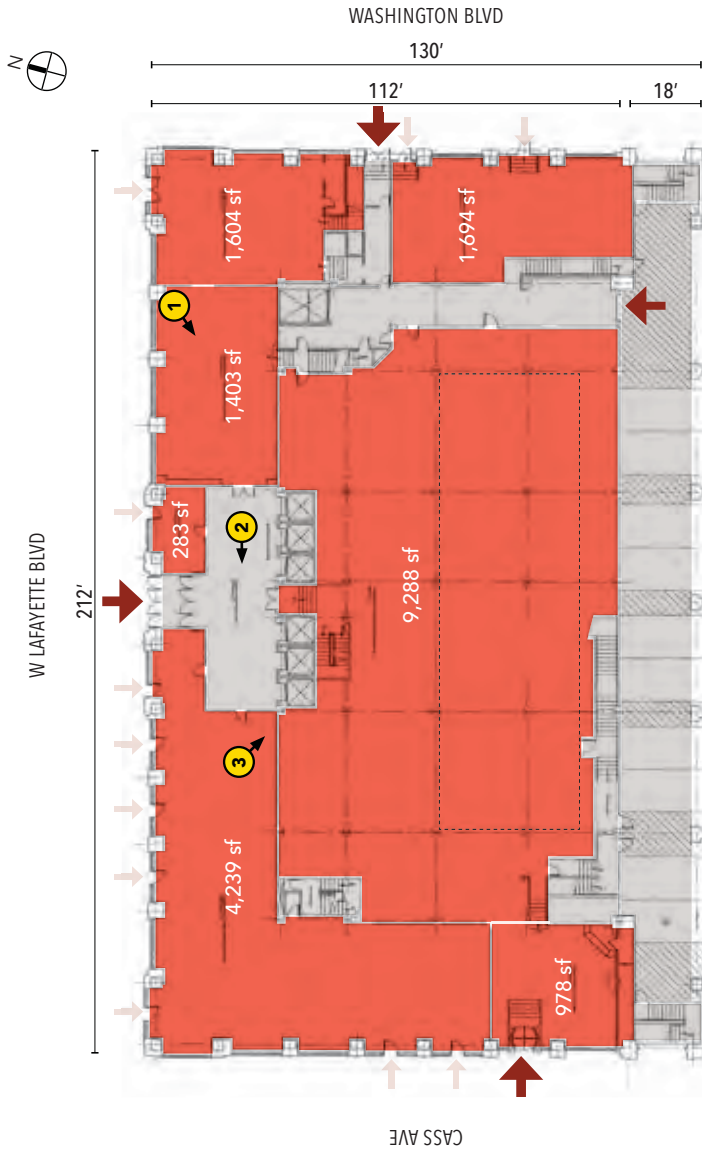 WASHINGTON BLVD
N
130'
112'
18'
1,604 sf
1,694 sf
1
1,403 sf
W LAFAYETTE BLVD
212'
283 sf
2
9,288 sf
3
4,239 sf
978 sf
CASS AVE